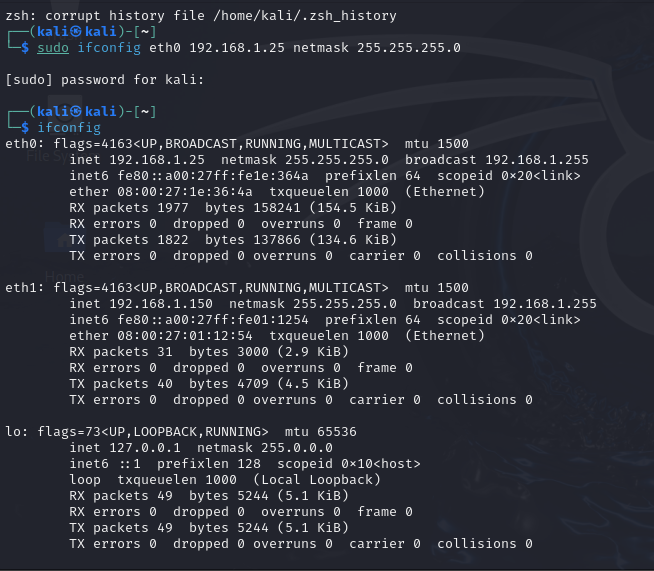 zsh: corrupt history file /home/kali/.zsh_history
┌──(kali㉿kali)-[~]
└─$ sudo ifconfig eth0 192.168.1.25 netmask 255.255.255.0
[sudo] password for kali:
┌──(kali㉿kali)-[~]
└─$ ifconfig
eth0: flags=4163<UP,BROADCAST,RUNNING,MULTICAST>  mtu 1500
        inet 192.168.1.25  netmask 255.255.255.0  broadcast 192.168.1.255
        inet6 fe80::a00:27ff:fe1e:364a  prefixlen 64  scopeid 0x20<link>
        ether 08:00:27:1e:36:4a  txqueuelen 1000  (Ethernet)
        RX packets 1977  bytes 158241 (154.5 KiB)
        RX errors 0  dropped 0  overruns 0  frame 0
        TX packets 1822  bytes 137866 (134.6 KiB)
        TX errors 0  dropped 0 overruns 0  carrier 0  collisions 0
Home
eth1: flags=4163<UP,BROADCAST,RUNNING,MULTICAST>  mtu 1500
        inet 192.168.1.150  netmask 255.255.255.0  broadcast 192.168.1.255
        inet6 fe80::a00:27ff:fe01:1254  prefixlen 64  scopeid 0x20<link>
        ether 08:00:27:01:12:54  txqueuelen 1000  (Ethernet)
        RX packets 31  bytes 3000 (2.9 KiB)
        RX errors 0  dropped 0  overruns 0  frame 0
        TX packets 40  bytes 4709 (4.5 KiB)
        TX errors 0  dropped 0 overruns 0  carrier 0  collisions 0
lo: flags=73<UP,LOOPBACK,RUNNING>  mtu 65536
        inet 127.0.0.1  netmask 255.0.0.0
        inet6 ::1  prefixlen 128  scopeid 0x10<host>
        loop  txqueuelen 1000  (Local Loopback)
        RX packets 49  bytes 5244 (5.1 KiB)
        RX errors 0  dropped 0  overruns 0  frame 0
        TX packets 49  bytes 5244 (5.1 KiB)
        TX errors 0  dropped 0 overruns 0  carrier 0  collisions 0